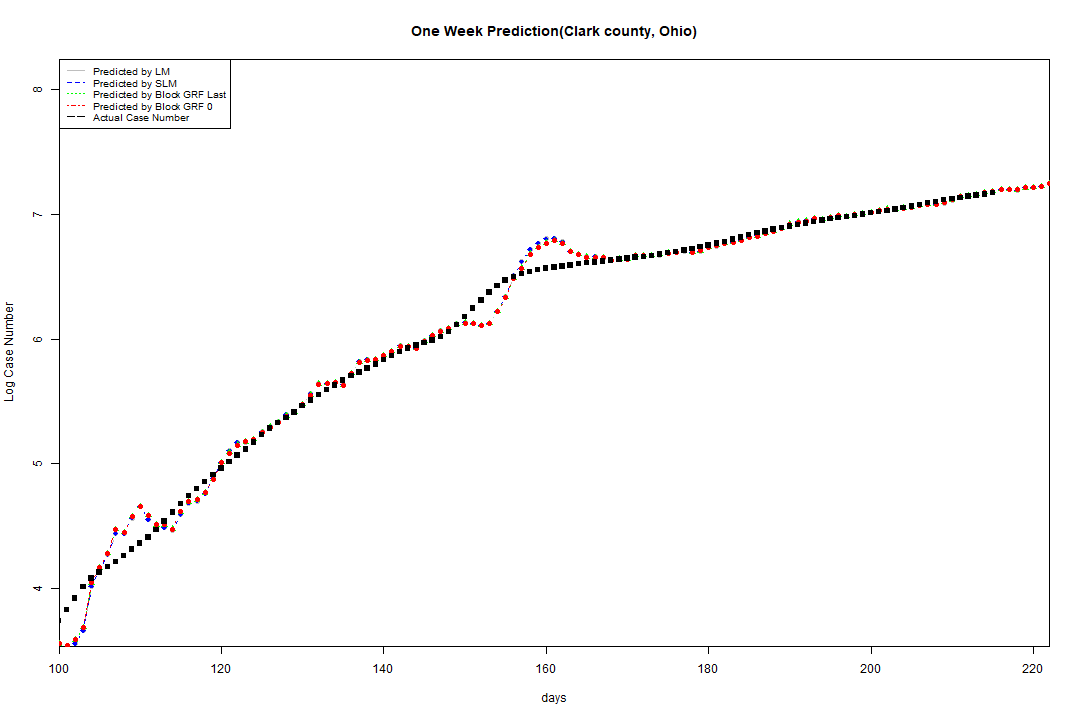 One Week Prediction(Clark county, Ohio)
Predicted by LM
Predicted by SLM
Predicted by Block GRF Last
Predicted by Block GRF 0
Actual Case Number
8
7
6
5
4
Log Case Number
100 120 140 160 180 200 220
days